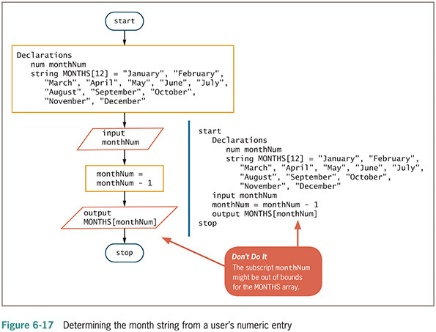 start
Declarations
num monthNum
string MONTHS[12] = "January", "February",
"March", "April", "May", "June", "July",
"August", "September", "October",
"November", "December"
input
monthNum
monthNum =
monthNum - 1
output
MONTHS[monthNum]
stop
start
Declarations
num monthNum
string MONTHS[12] = "January", "February",
"March", "April", "May", "June", "July",
"August", "September", "October",
"November", "December"
input monthNum
monthNum = monthNum - 1
output MONTHS[monthNum]
stop
Don't Do It
The subscript monthNum
might be out of bounds
for the MONTHS array.
Figure 6-17 Determining the month string from a user's numeric entry